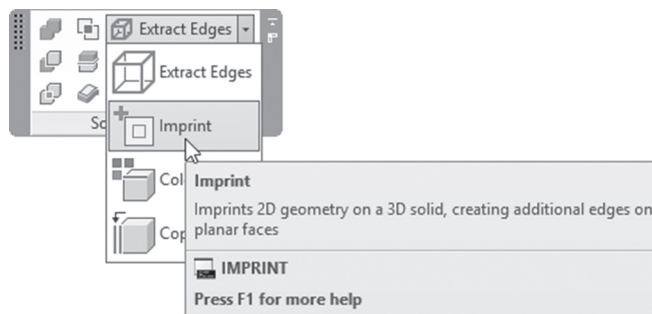 Extract Edges
Extract Edges
Imprint
Imprint
Imprints 2D geometry on a 3D solid, creating additional edges on
planar faces
IMPRINT
Press F1 for more help